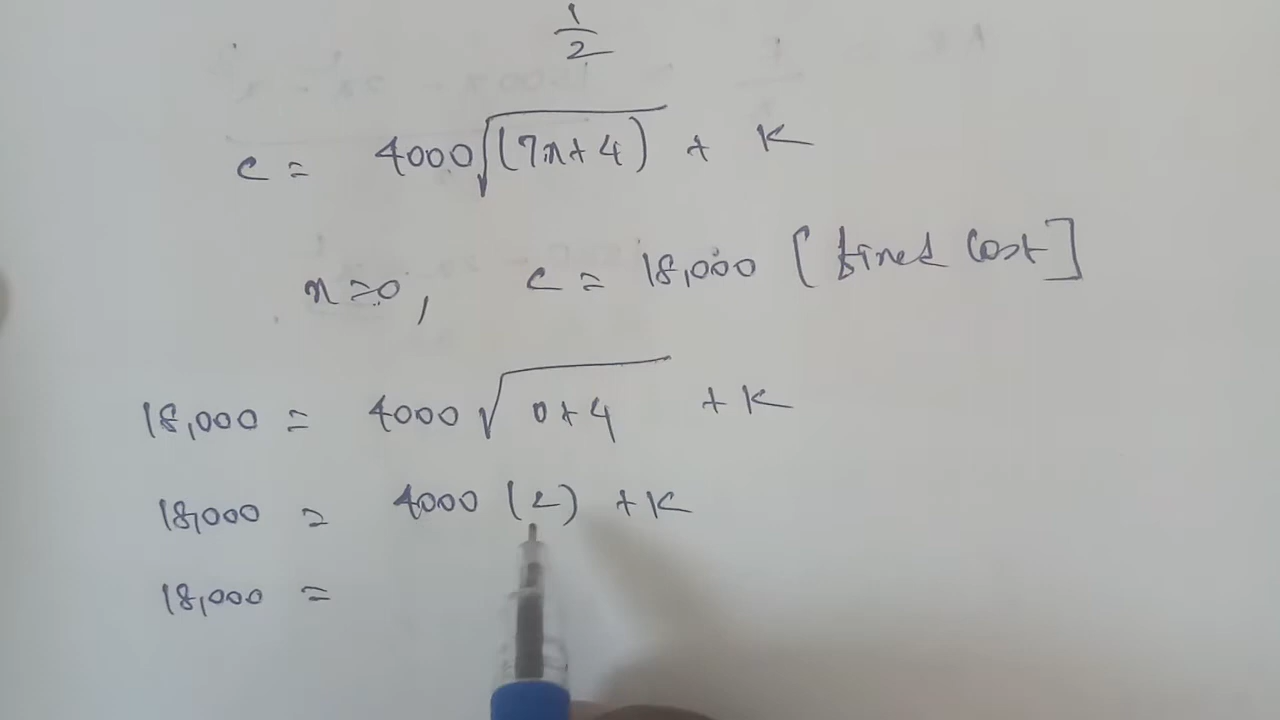 1
2
c = 4000√(7x+4) + K
x=0, c = 18,000 [fixed cost]
18,000 = 4000√0+4 + K
18,000 = 4000 (2) + K
18,000 =